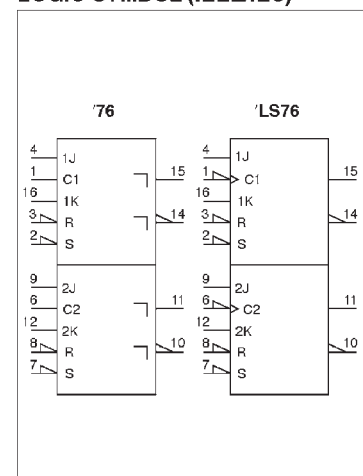 LOGIC SYMBOL (IEEE/IEC)
'76
'LS76
4 1J
1 C1 15
16 1K
3 R 14
2 S
9 2J
6 C2 11
12 2K
8 R 10
7 S
4 1J
1 C1 15
16 1K
3 R 14
2 S
9 2J
6 C2 11
12 2K
8 R 10
7 S